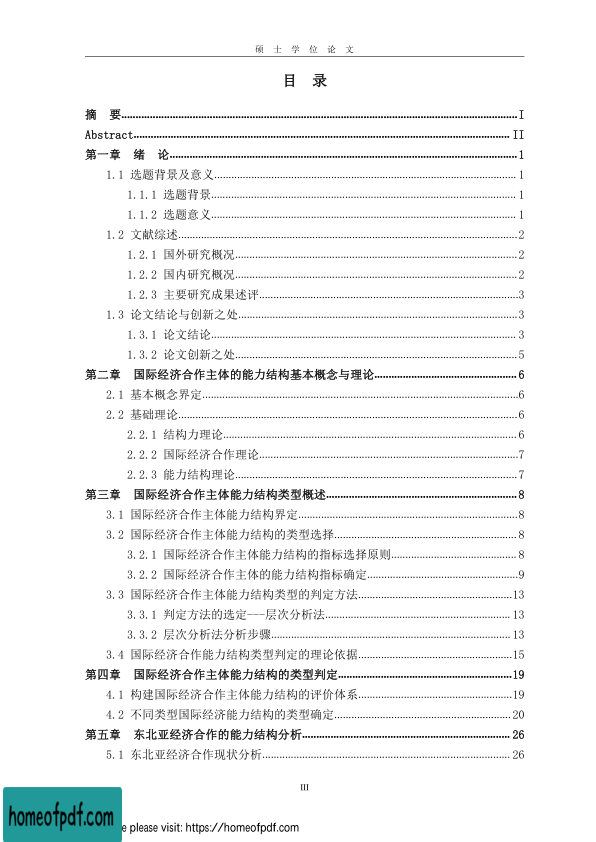 硕 士 学 位 论 文
目 录
摘 要 I
Abstract II
第一章 绪 论 1
1.1 选题背景及意义 1
1.1.1 选题背景 1
1.1.2 选题意义 1
1.2 文献综述 2
1.2.1 国外研究概况 2
1.2.2 国内研究概况 2
1.2.3 主要研究成果述评 3
1.3 论文结论与创新之处 3
1.3.1 论文结论 3
1.3.2 论文创新之处 5
第二章 国际经济合作主体的能力结构基本概念与理论 6
2.1 基本概念界定 6
2.2 基础理论 6
2.2.1 结构力理论 6
2.2.2 国际经济合作理论 7
2.2.3 能力结构理论 7
第三章 国际经济合作主体能力结构类型概述 8
3.1 国际经济合作主体能力结构界定 8
3.2 国际经济合作主体能力结构的类型选择 8
3.2.1 国际经济合作主体能力结构的指标选择原则 8
3.2.2 国际经济合作主体的能力结构指标确定 9
3.3 国际经济合作主体能力结构类型的判定方法 13
3.3.1 判定方法的选定---层次分析法 13
3.3.2 层次分析法分析步骤 13
3.4 国际经济合作能力结构类型判定的理论依据 15
第四章 国际经济合作主体能力结构的类型判定 19
4.1 构建国际经济合作主体能力结构的评价体系 19
4.2 不同类型国际经济能力结构的类型确定 20
第五章 东北亚经济合作的能力结构分析 26
5.1 东北亚经济合作现状分析 26
III
homeofpdf.com
e please visit: https://homeofpdf.com